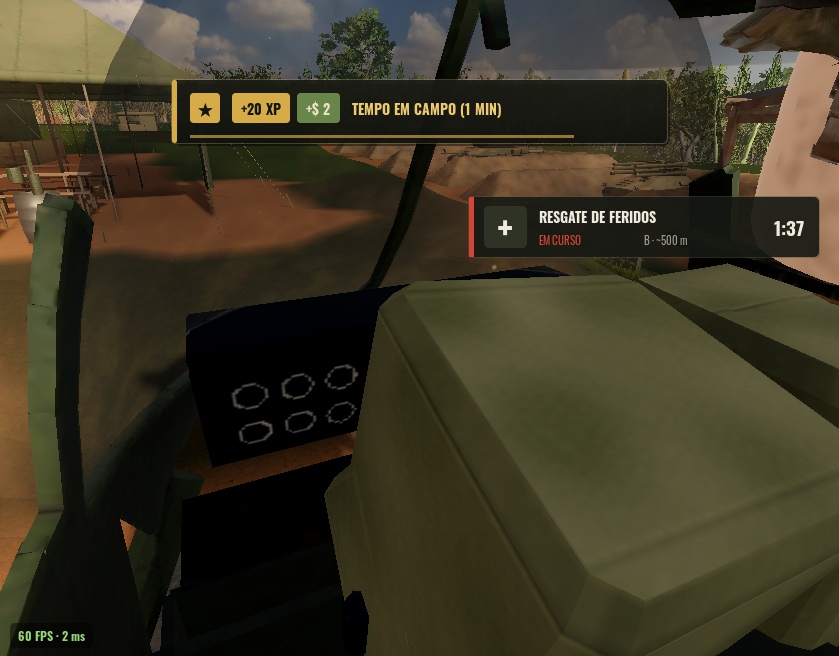 ★ +20 XP +$ 2 TEMPO EM CAMPO (1 MIN)
RESGATE DE FERIDOS
EM CURSO B · ~500 m
1:37
60 FPS · 2 ms